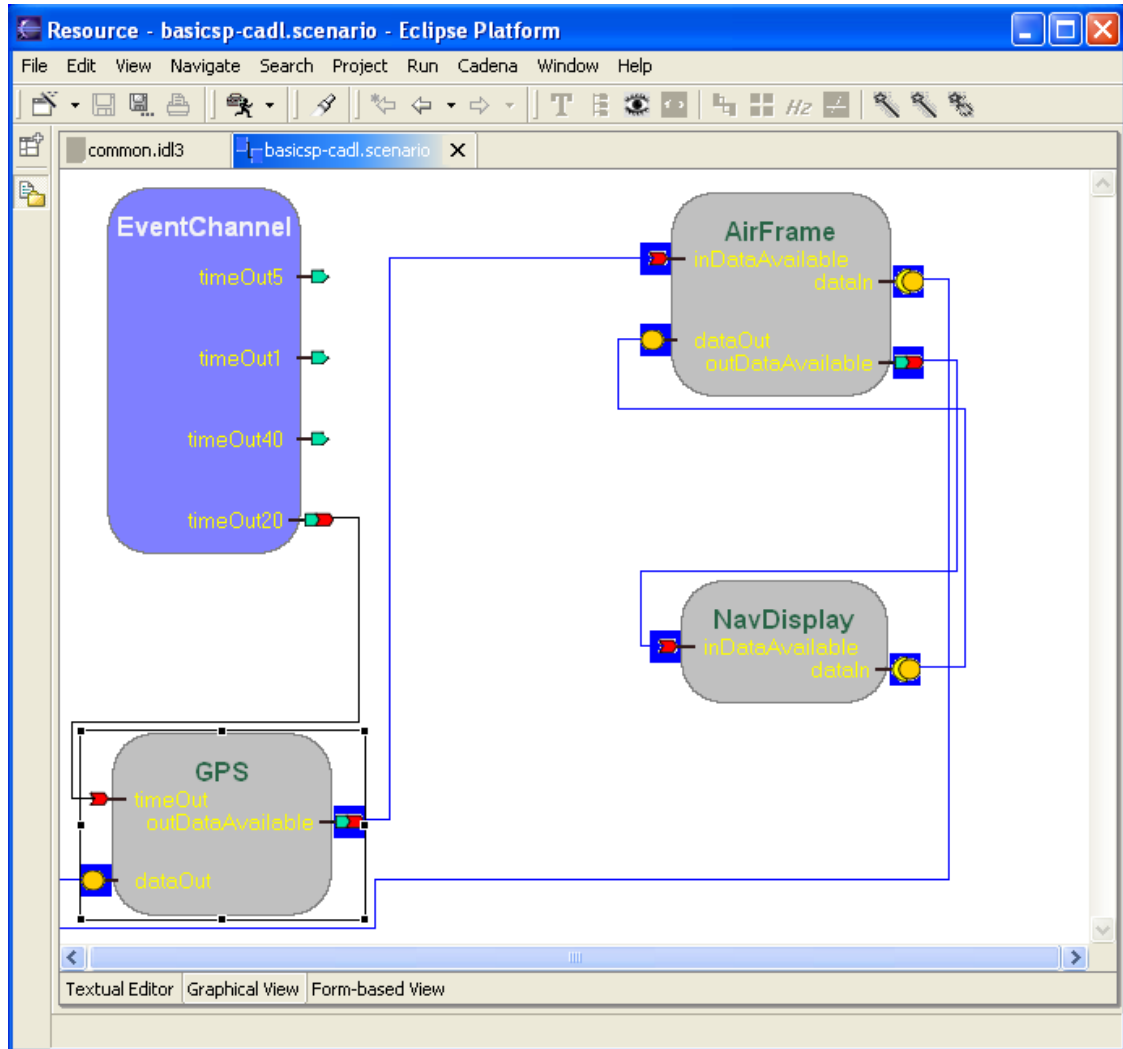 Resource - basicsp-cadl.scenario - Eclipse Platform
File Edit View Navigate Search Project Run Cadena Window Help
T Hz
common.idl3 basicsp-cadl.scenario
EventChannel
timeOut5
timeOut1
timeOut40
timeOut20
AirFrame
inDataAvailable
dataIn
dataOut
outDataAvailable
NavDisplay
inDataAvailable
dataIn
GPS
timeOut
outDataAvailable
dataOut
Textual Editor Graphical View Form-based View